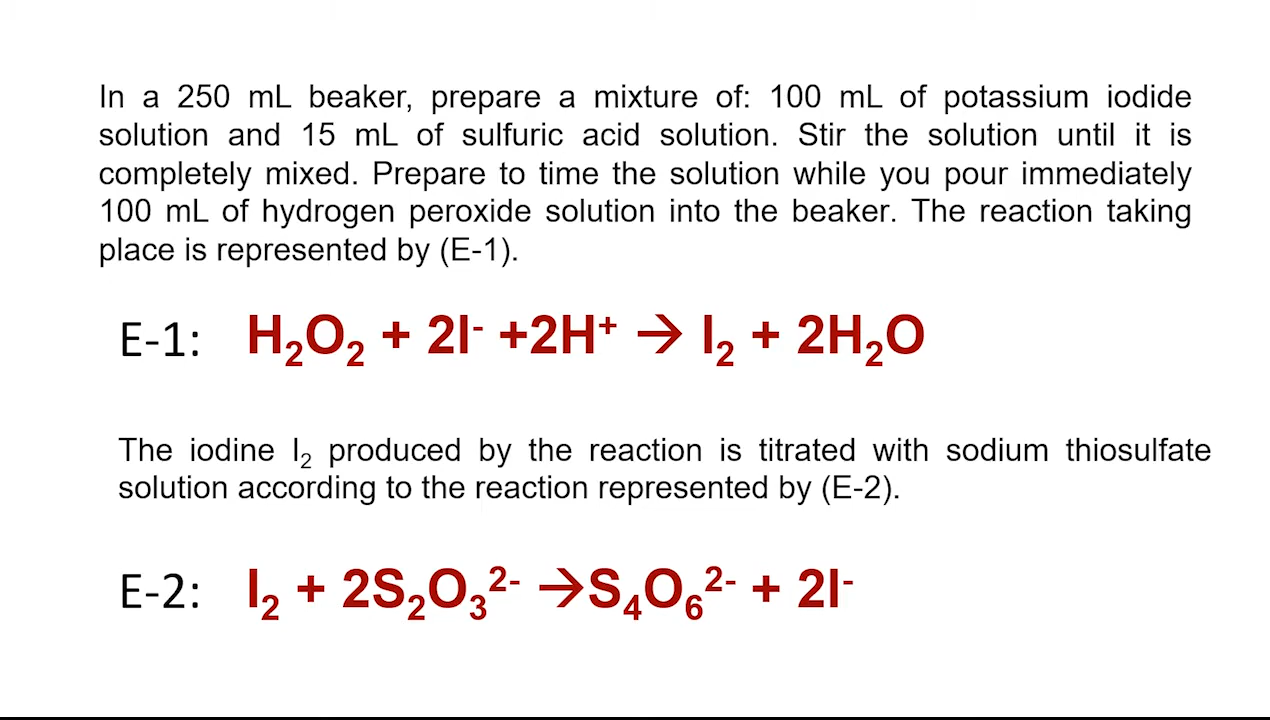 In a 250 mL beaker, prepare a mixture of: 100 mL of potassium iodide
solution and 15 mL of sulfuric acid solution. Stir the solution until it is
completely mixed. Prepare to time the solution while you pour immediately
100 mL of hydrogen peroxide solution into the beaker. The reaction taking
place is represented by (E-1).
E-1: H₂O₂ + 2I⁻ +2H⁺ → I₂ + 2H₂O
The iodine I₂ produced by the reaction is titrated with sodium thiosulfate
solution according to the reaction represented by (E-2).
E-2: I₂ + 2S₂O₃²⁻ →S₄O₆²⁻ + 2I⁻